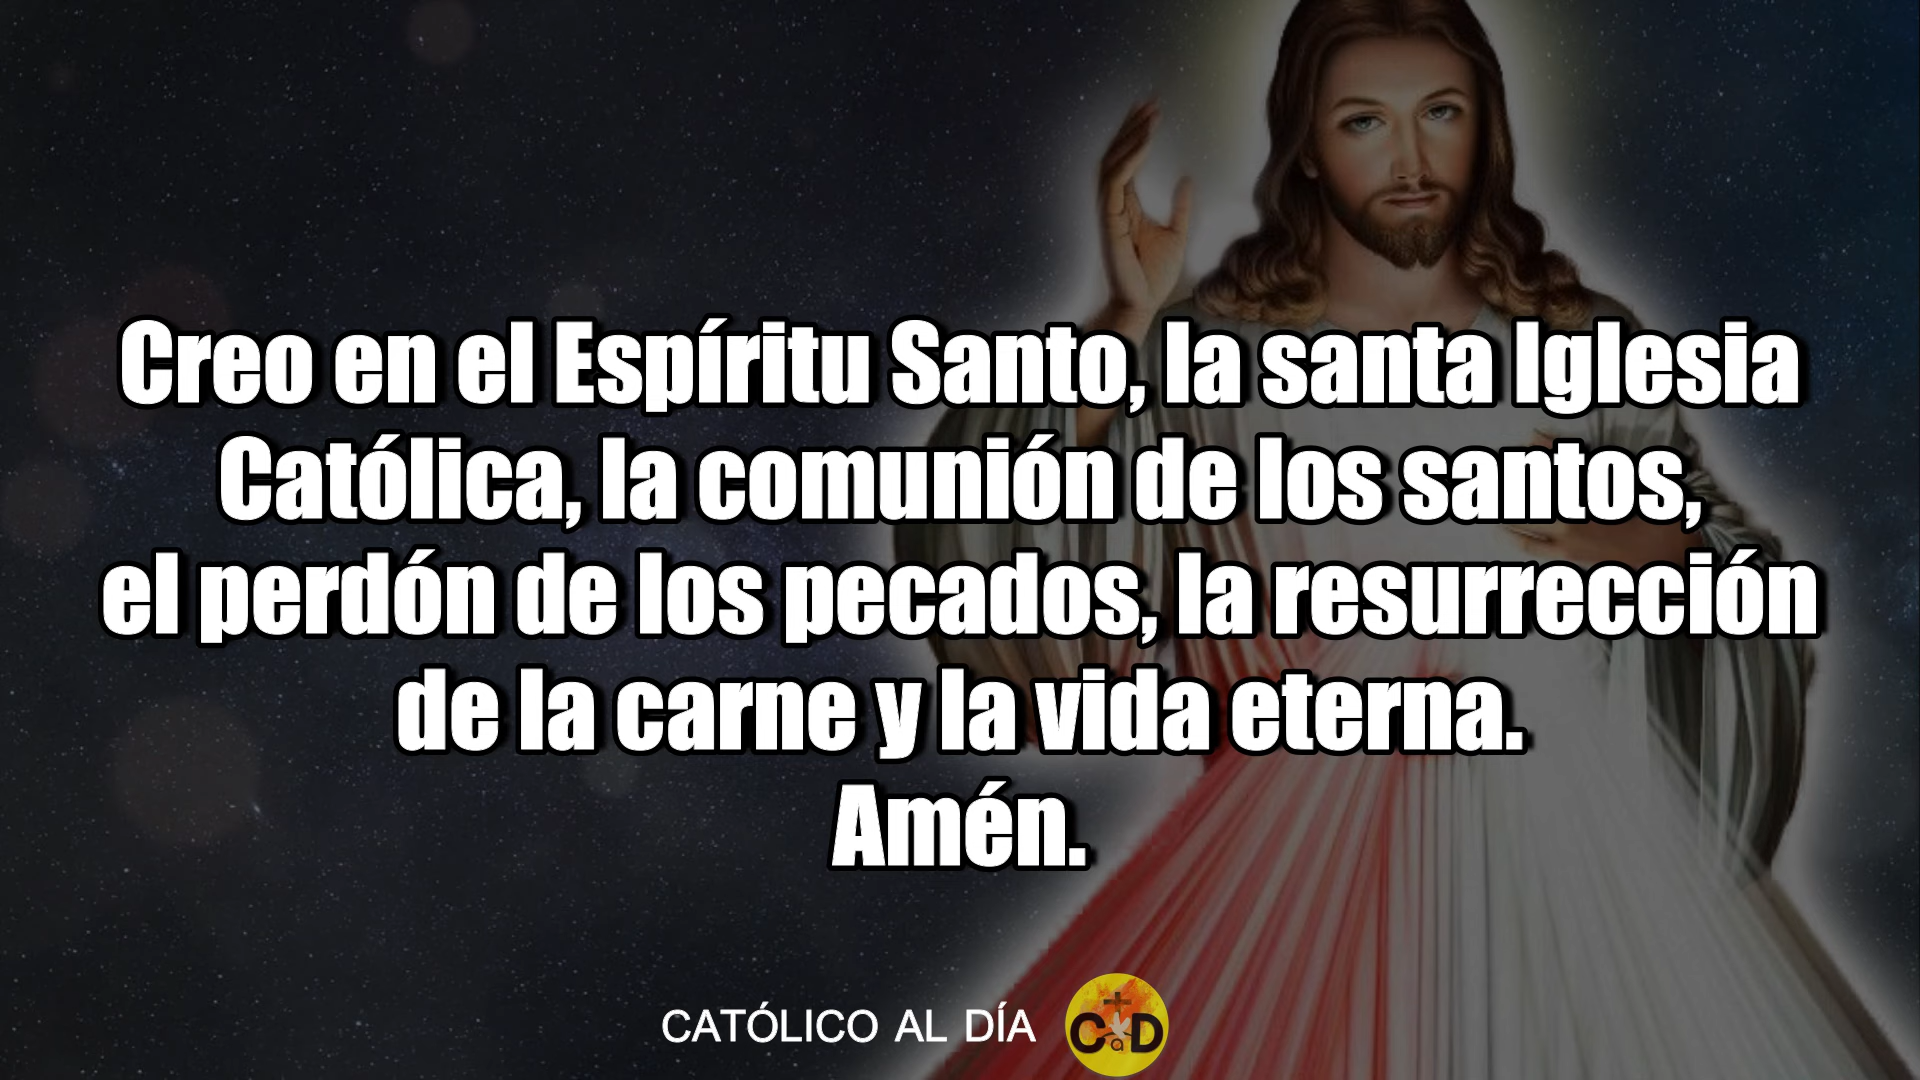 Creo en el Espíritu Santo, la santa Iglesia
Católica, la comunión de los santos,
el perdón de los pecados, la resurrección
de la carne y la vida eterna.
Amén.
CATÓLICO AL DÍA
CaD